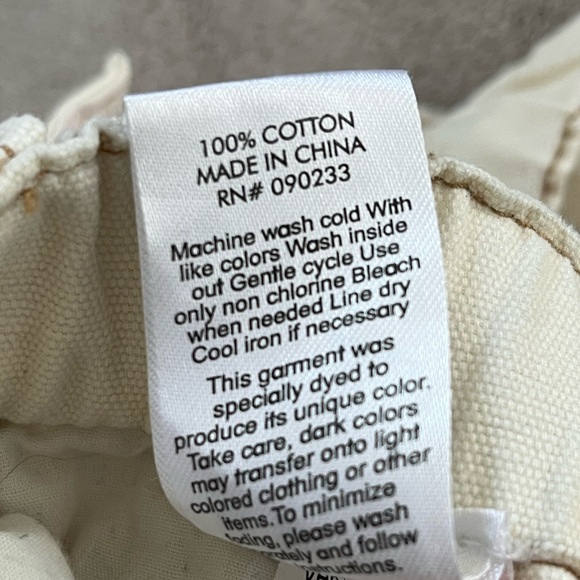 100% COTTON
MADE IN CHINA
RN# 090233
Machine wash cold With
like colors Wash inside
out Gentle cycle Use
only non chlorine Bleach
when needed Line dry
Cool iron if necessary
This garment was
specially dyed to
produce its unique color.
Take care, dark colors
may transfer onto light
colored clothing or other
items.To minimize
please wash
and follow